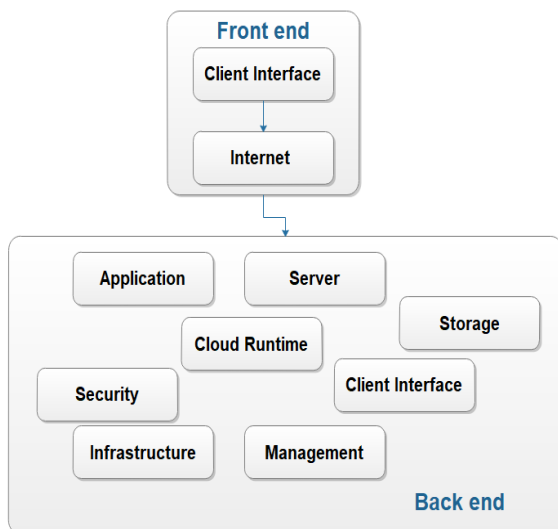 Front end
Client Interface
Internet
Application
Server
Storage
Cloud Runtime
Client Interface
Security
Infrastructure
Management
Back end